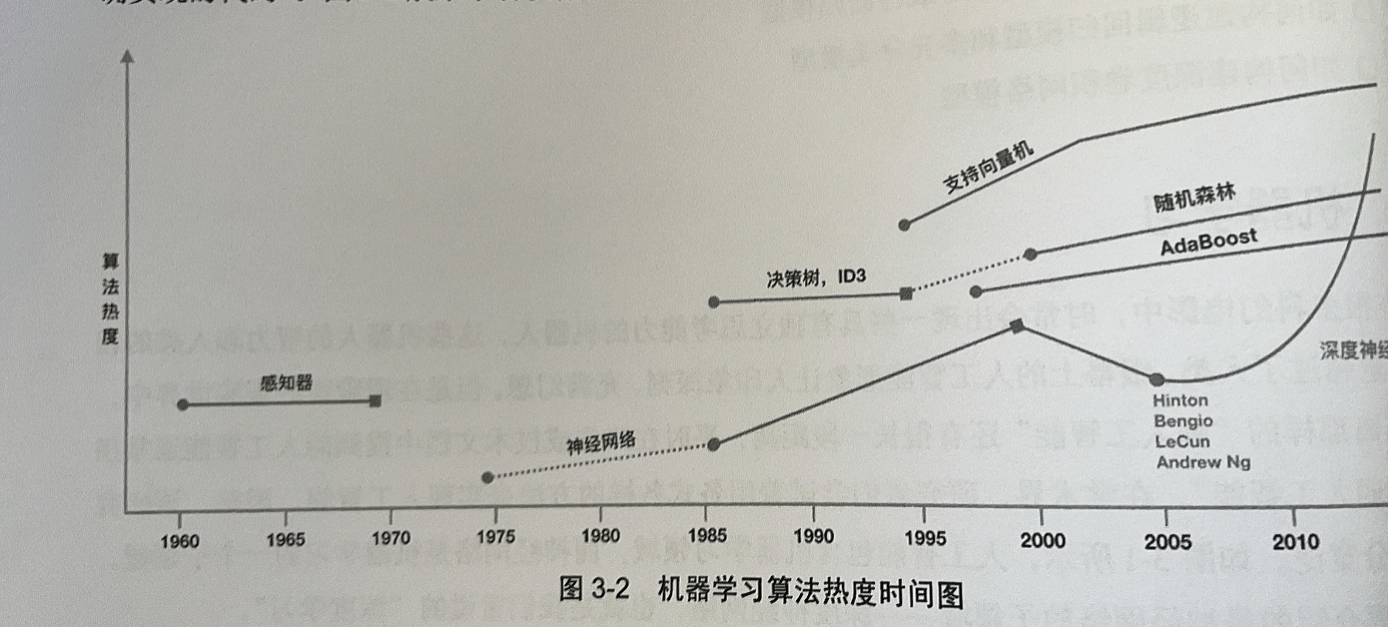 算法热度
支持向量机
随机森林
AdaBoost
决策树，ID3
感知器
神经网络
深度神经
Hinton
Bengio
LeCun
Andrew Ng
1960 1965 1970 1975 1980 1985 1990 1995 2000 2005 2010
图 3-2 机器学习算法热度时间图